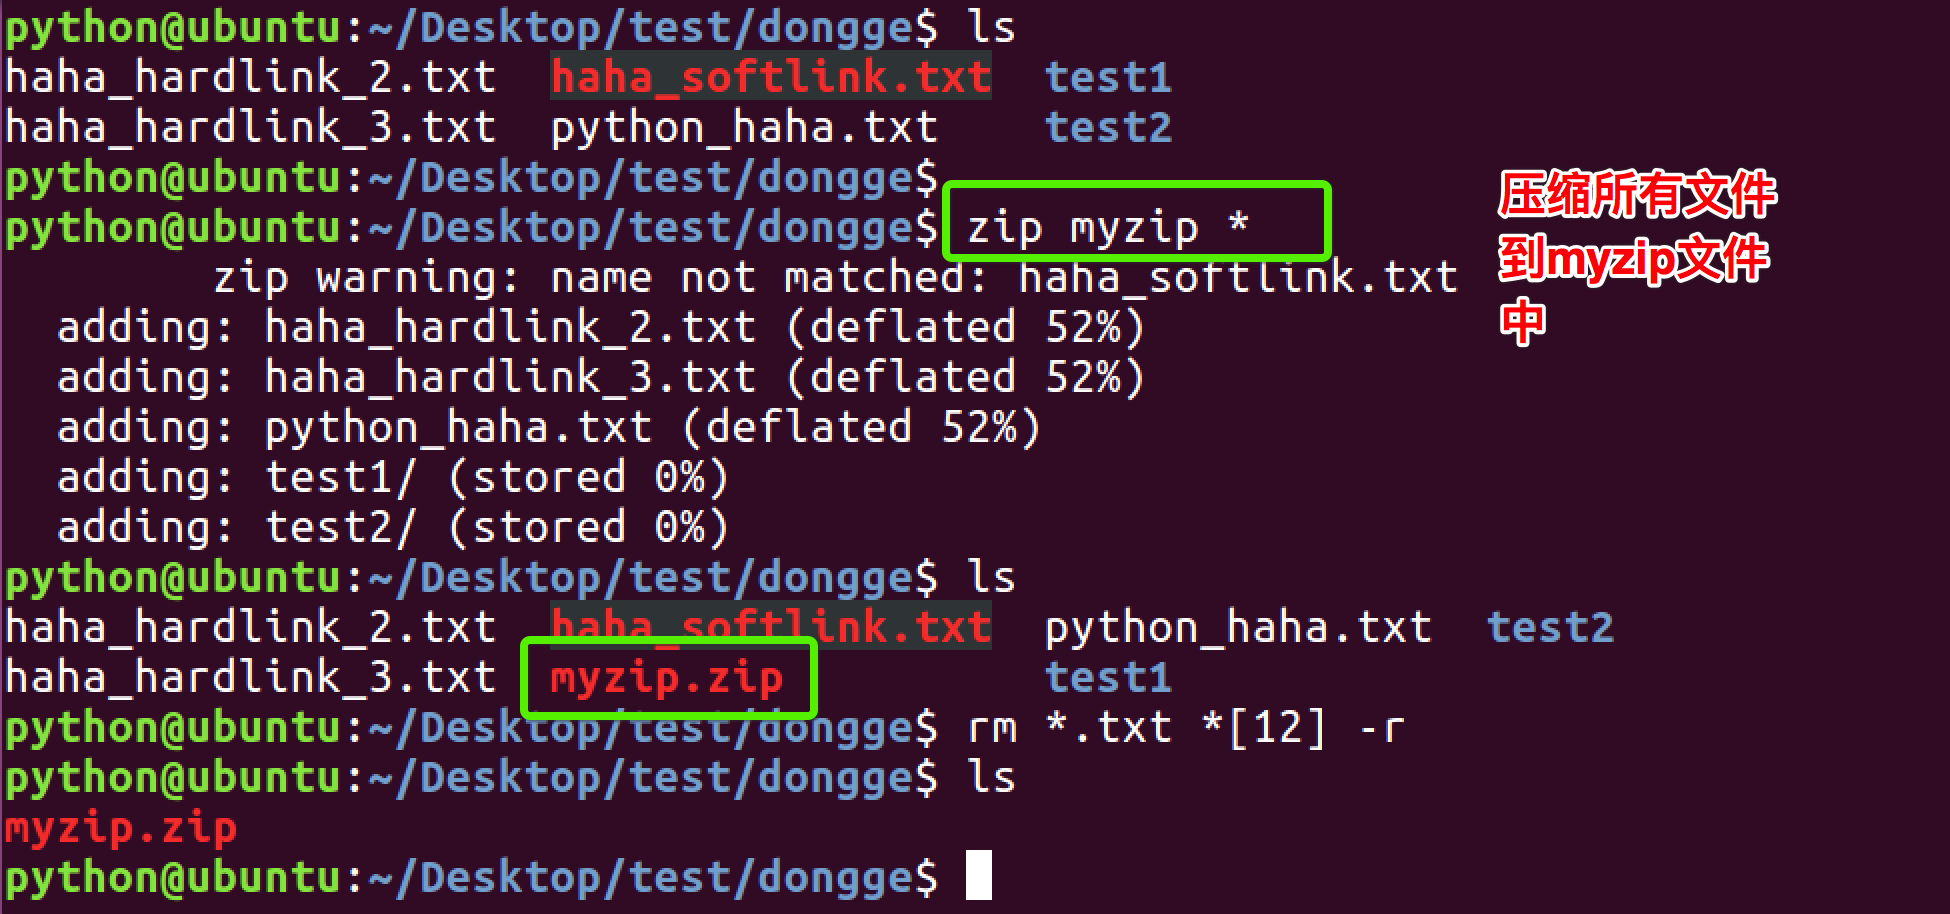 python@ubuntu:~/Desktop/test/dongge$ ls
haha_hardlink_2.txt  haha_softlink.txt  test1
haha_hardlink_3.txt  python_haha.txt    test2
python@ubuntu:~/Desktop/test/dongge$
python@ubuntu:~/Desktop/test/dongge$ zip myzip *
压缩所有文件
到myzip文件
中
        zip warning: name not matched: haha_softlink.txt
  adding: haha_hardlink_2.txt (deflated 52%)
  adding: haha_hardlink_3.txt (deflated 52%)
  adding: python_haha.txt (deflated 52%)
  adding: test1/ (stored 0%)
  adding: test2/ (stored 0%)
python@ubuntu:~/Desktop/test/dongge$ ls
haha_hardlink_2.txt  haha_softlink.txt  python_haha.txt  test2
haha_hardlink_3.txt  myzip.zip          test1
python@ubuntu:~/Desktop/test/dongge$ rm *.txt *[12] -r
python@ubuntu:~/Desktop/test/dongge$ ls
myzip.zip
python@ubuntu:~/Desktop/test/dongge$